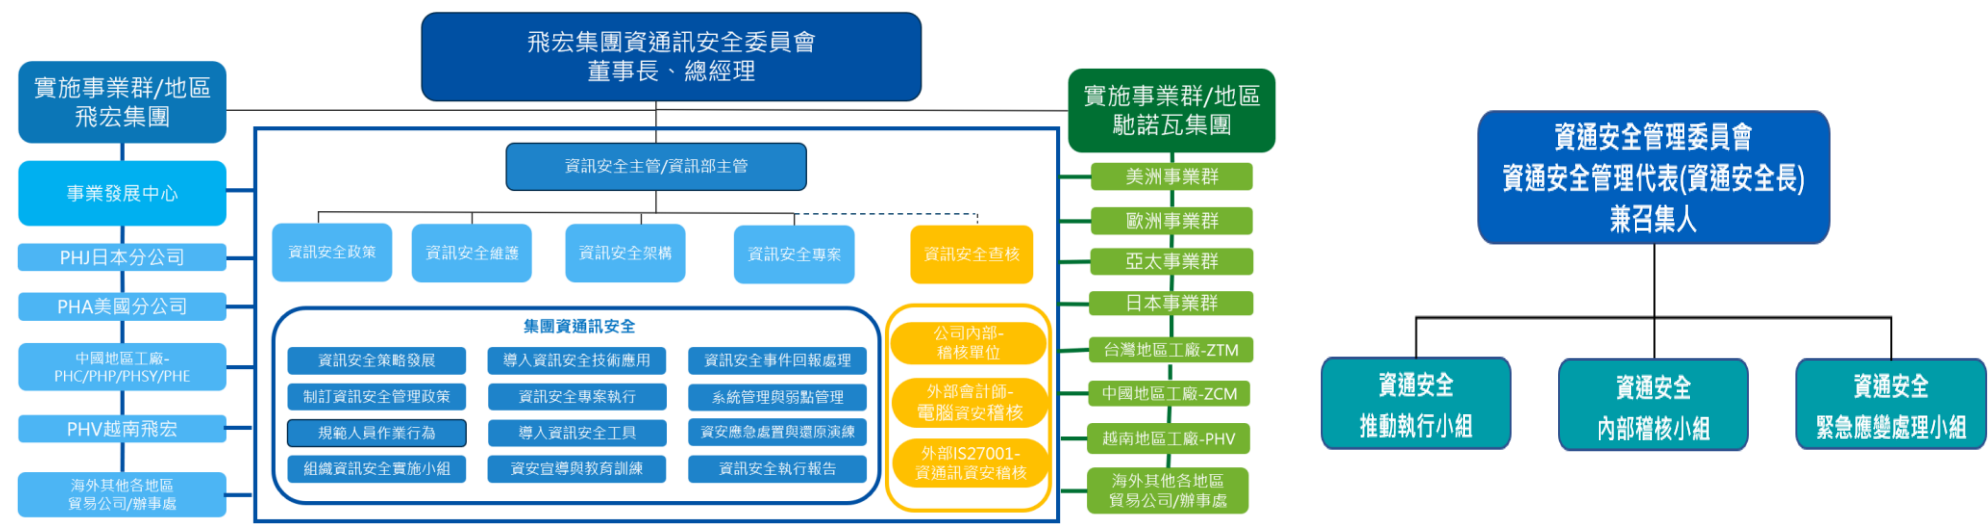 飛宏集團資通訊安全委員會
董事長、總經理
實施事業群/地區
飛宏集團
事業發展中心
PHJ日本分公司
PHA美國分公司
中國地區工廠-
PHC/PHP/PHSY/PHE
PHV越南飛宏
海外其他各地區
貿易公司/辦事處
資訊安全主管/資訊部主管
資訊安全政策
資訊安全維護
資訊安全架構
資訊安全專案
資訊安全查核
集團資通訊安全
資訊安全策略發展
導入資訊安全技術應用
資訊安全事件回報處理
制訂資訊安全管理政策
資訊安全專案執行
系統管理與弱點管理
規範人員作業行為
導入資訊安全工具
資安應急處置與還原演練
組織資訊安全實施小組
資安宣導與教育訓練
資訊安全執行報告
公司內部-
稽核單位
外部會計師-
電腦資安稽核
外部IS27001-
資通訊資安稽核
實施事業群/地區
馳諾瓦集團
美洲事業群
歐洲事業群
亞太事業群
日本事業群
台灣地區工廠-ZTM
中國地區工廠-ZCM
越南地區工廠-PHV
海外其他各地區
貿易公司/辦事處
資通安全管理委員會
資通安全管理代表(資通安全長)
兼召集人
資通安全
推動執行小組
資通安全
內部稽核小組
資通安全
緊急應變處理小組